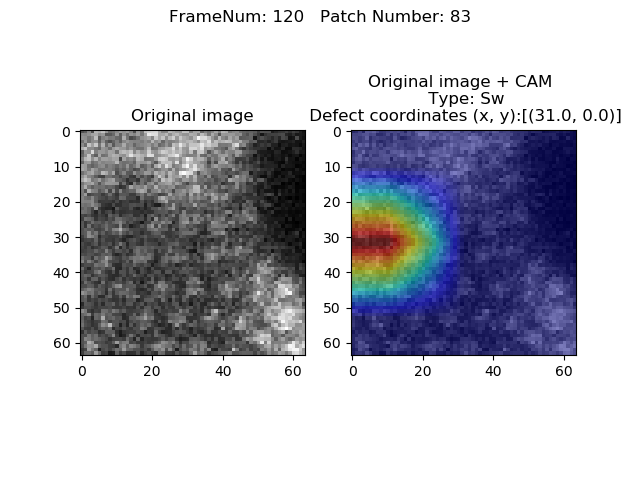 FrameNum: 120   Patch Number: 83
Original image
Original image + CAM
Type: Sw
Defect coordinates (x, y):[(31.0, 0.0)]
0
10
20
30
40
50
60
0 20 40 60
0
10
20
30
40
50
60
0 20 40 60